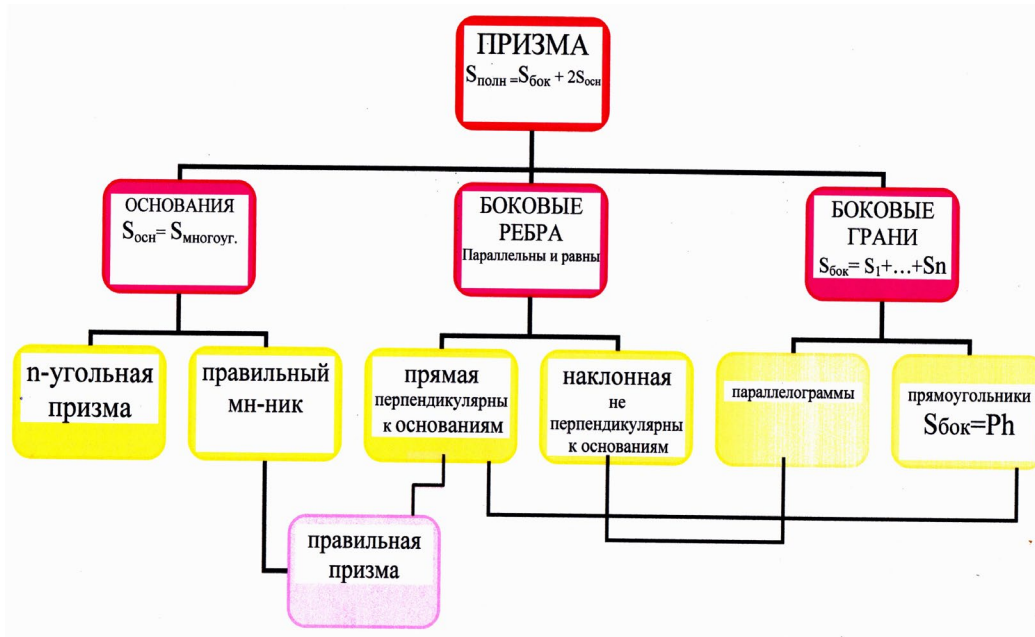 ПРИЗМА
Sполн =Sбок + 2Sосн
ОСНОВАНИЯ
Sосн= Sмногоуг.
БОКОВЫЕ
РЕБРА
Параллельны и равны
БОКОВЫЕ
ГРАНИ
Sбок= S1+...+Sn
n-угольная
призма
правильный
мн-ник
прямая
перпендикулярны
к основаниям
наклонная
не
перпендикулярны
к основаниям
параллелограммы
прямоугольники
Sбок=Ph
правильная
призма